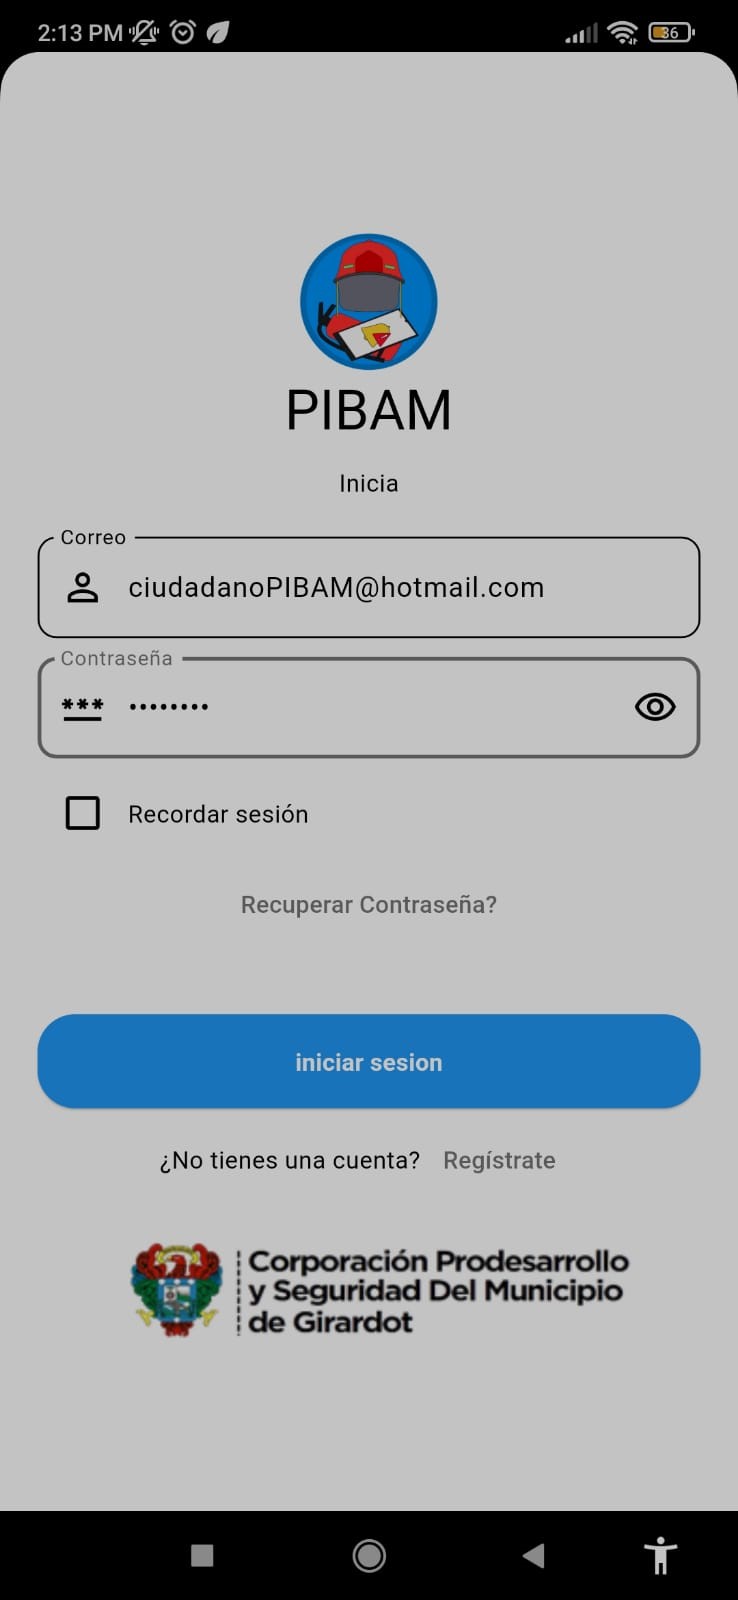 2:13 PM
36
PIBAM
Inicia
Correo
ciudadanoPIBAM@hotmail.com
Contraseña
***
••••••••
Recordar sesión
Recuperar Contraseña?
iniciar sesion
¿No tienes una cuenta? Regístrate
Corporación Prodesarrollo
y Seguridad Del Municipio
de Girardot